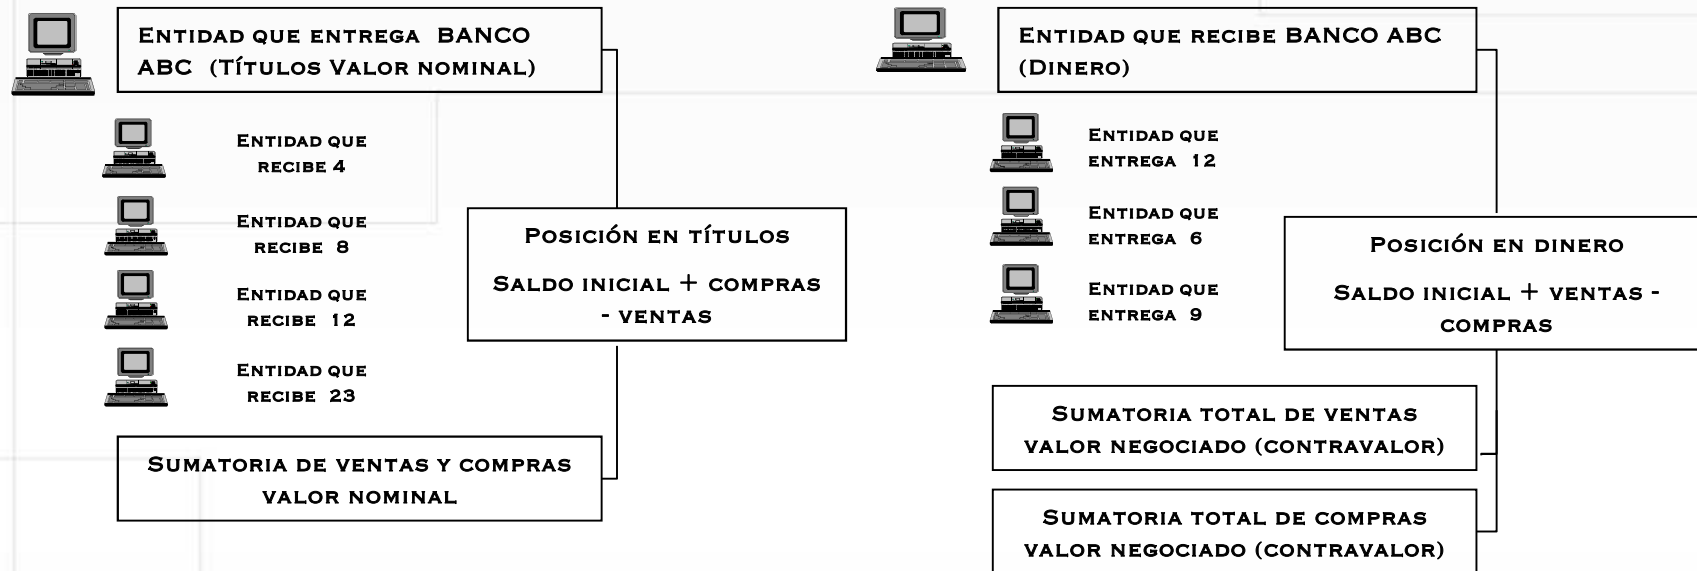 Entidad que entrega BANCO
ABC (Títulos Valor nominal)
Entidad que
recibe 4
Entidad que
recibe 8
Entidad que
recibe 12
Entidad que
recibe 23
Posición en títulos
Saldo inicial + compras
- ventas
Sumatoria de ventas y compras
valor nominal
Entidad que recibe BANCO ABC
(Dinero)
Entidad que
entrega 12
Entidad que
entrega 6
Entidad que
entrega 9
Posición en dinero
Saldo inicial + ventas -
compras
Sumatoria total de ventas
valor negociado (contravalor)
Sumatoria total de compras
valor negociado (contravalor)